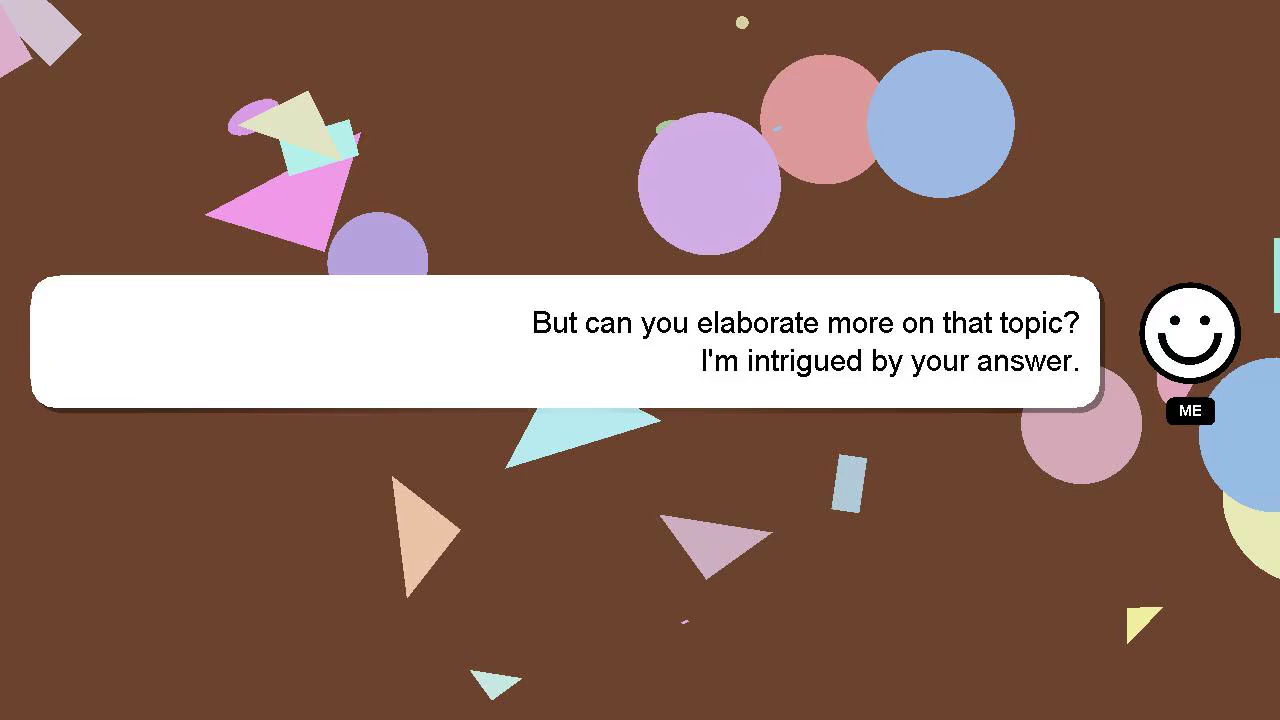 But can you elaborate more on that topic?
I'm intrigued by your answer.
ME